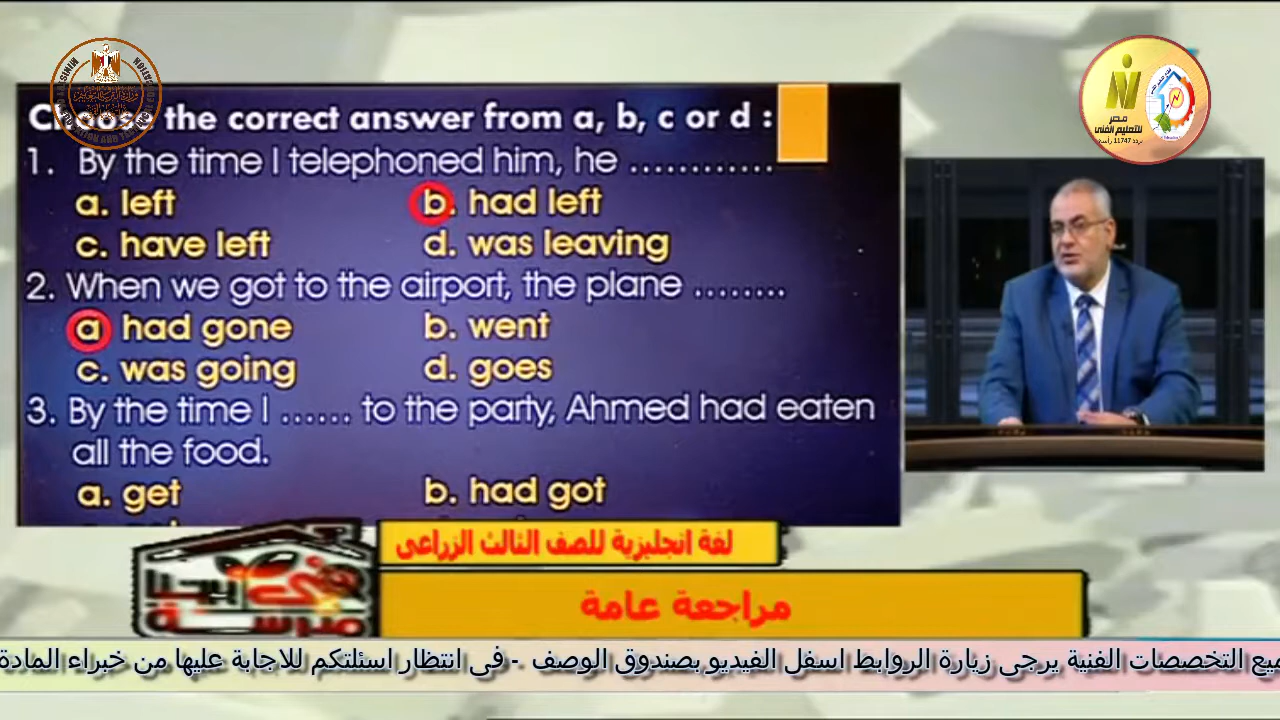 Choose the correct answer from a, b, c or d :
1. By the time I telephoned him, he .............
a. left
b. had left
c. have left
d. was leaving
2. When we got to the airport, the plane ........
a had gone
b. went
c. was going
d. goes
3. By the time I ...... to the party, Ahmed had eaten
all the food.
a. get
b. had got
مصر
للتعليم الفنى
تردد 11747 رأسية
لغة انجليزية للصف الثالث الزراعى
مراجعة عامة
التخصصات الفنية يرجى زيارة الروابط اسفل الفيديو بصندوق الوصف - فى انتظار اسئلتكم للاجابة عليها من خبراء المادة